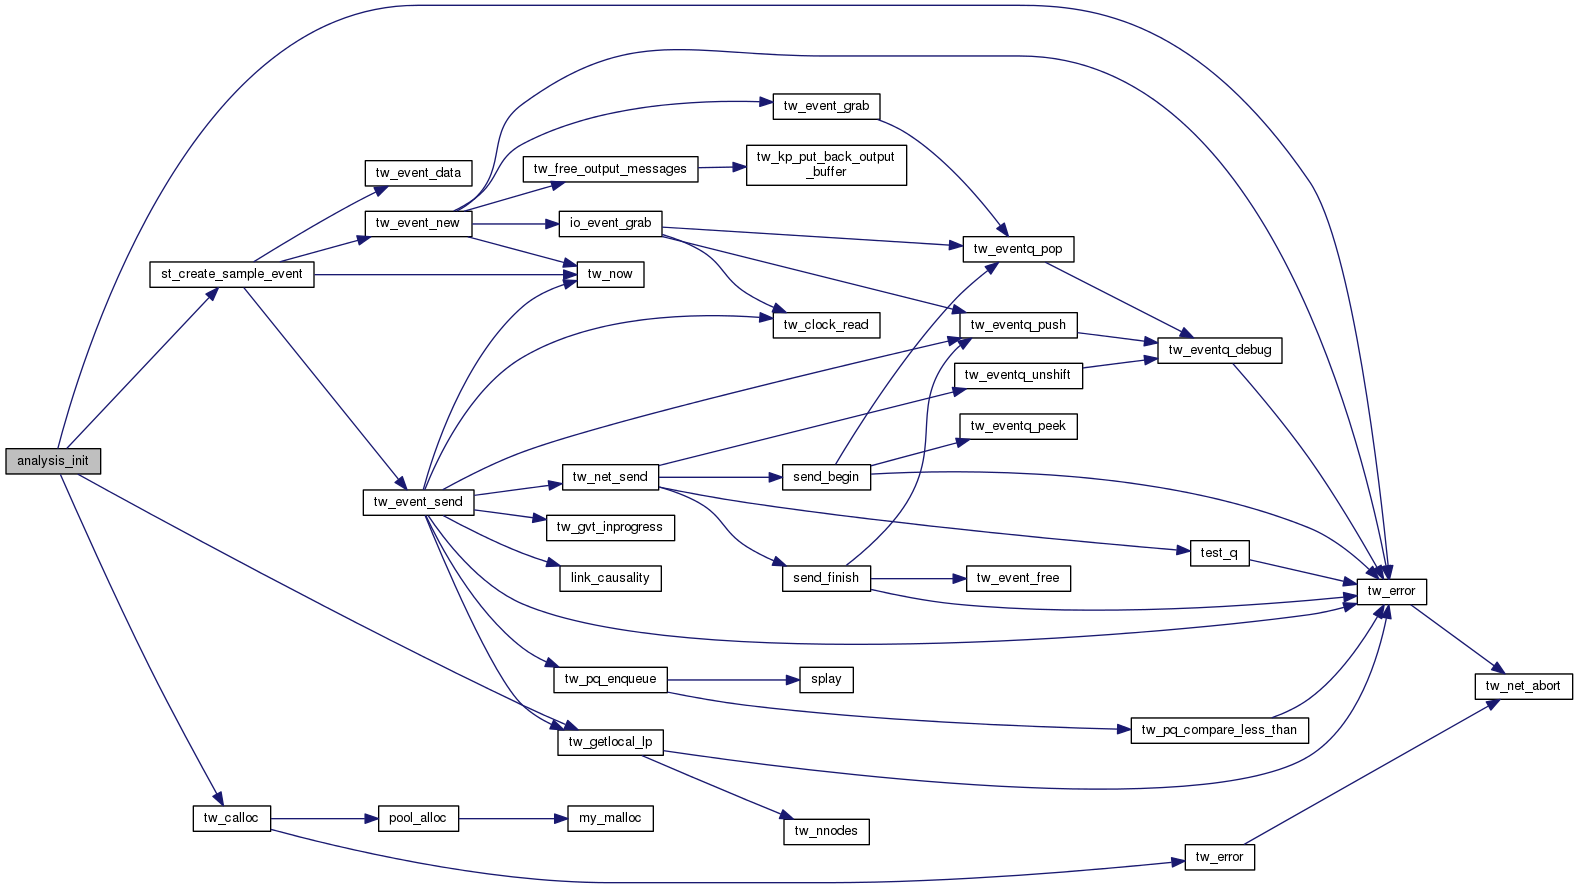 tw_event_grab
tw_kp_put_back_output
_buffer
tw_free_output_messages
tw_event_data
tw_event_new
io_event_grab
tw_eventq_pop
st_create_sample_event
tw_now
tw_clock_read
tw_eventq_push
tw_eventq_debug
tw_eventq_unshift
tw_eventq_peek
analysis_init
tw_net_send
send_begin
tw_event_send
tw_gvt_inprogress
test_q
link_causality
send_finish
tw_event_free
tw_error
tw_pq_enqueue
splay
tw_net_abort
tw_pq_compare_less_than
tw_getlocal_lp
tw_calloc
pool_alloc
my_malloc
tw_nnodes
tw_error